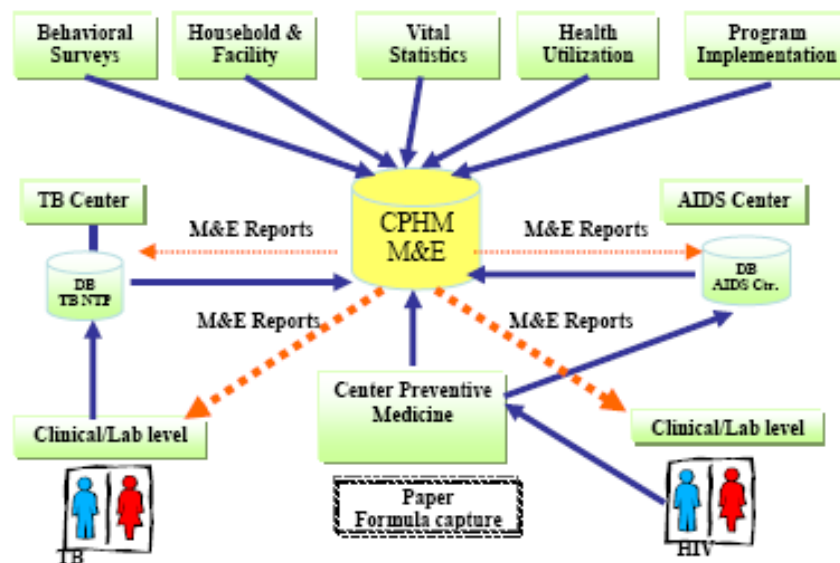 Behavioral
Surveys
Household &
Facility
Vital
Statistics
Health
Utilization
Program
Implementation
TB Center
AIDS Center
M&E Reports
CPHM
M&E
M&E Reports
DB
TB NTP
DB
AIDS Ctr.
M&E Reports
M&E Reports
Center Preventive
Medicine
Clinical/Lab level
Clinical/Lab level
Paper
Formula capture
TB
HIV